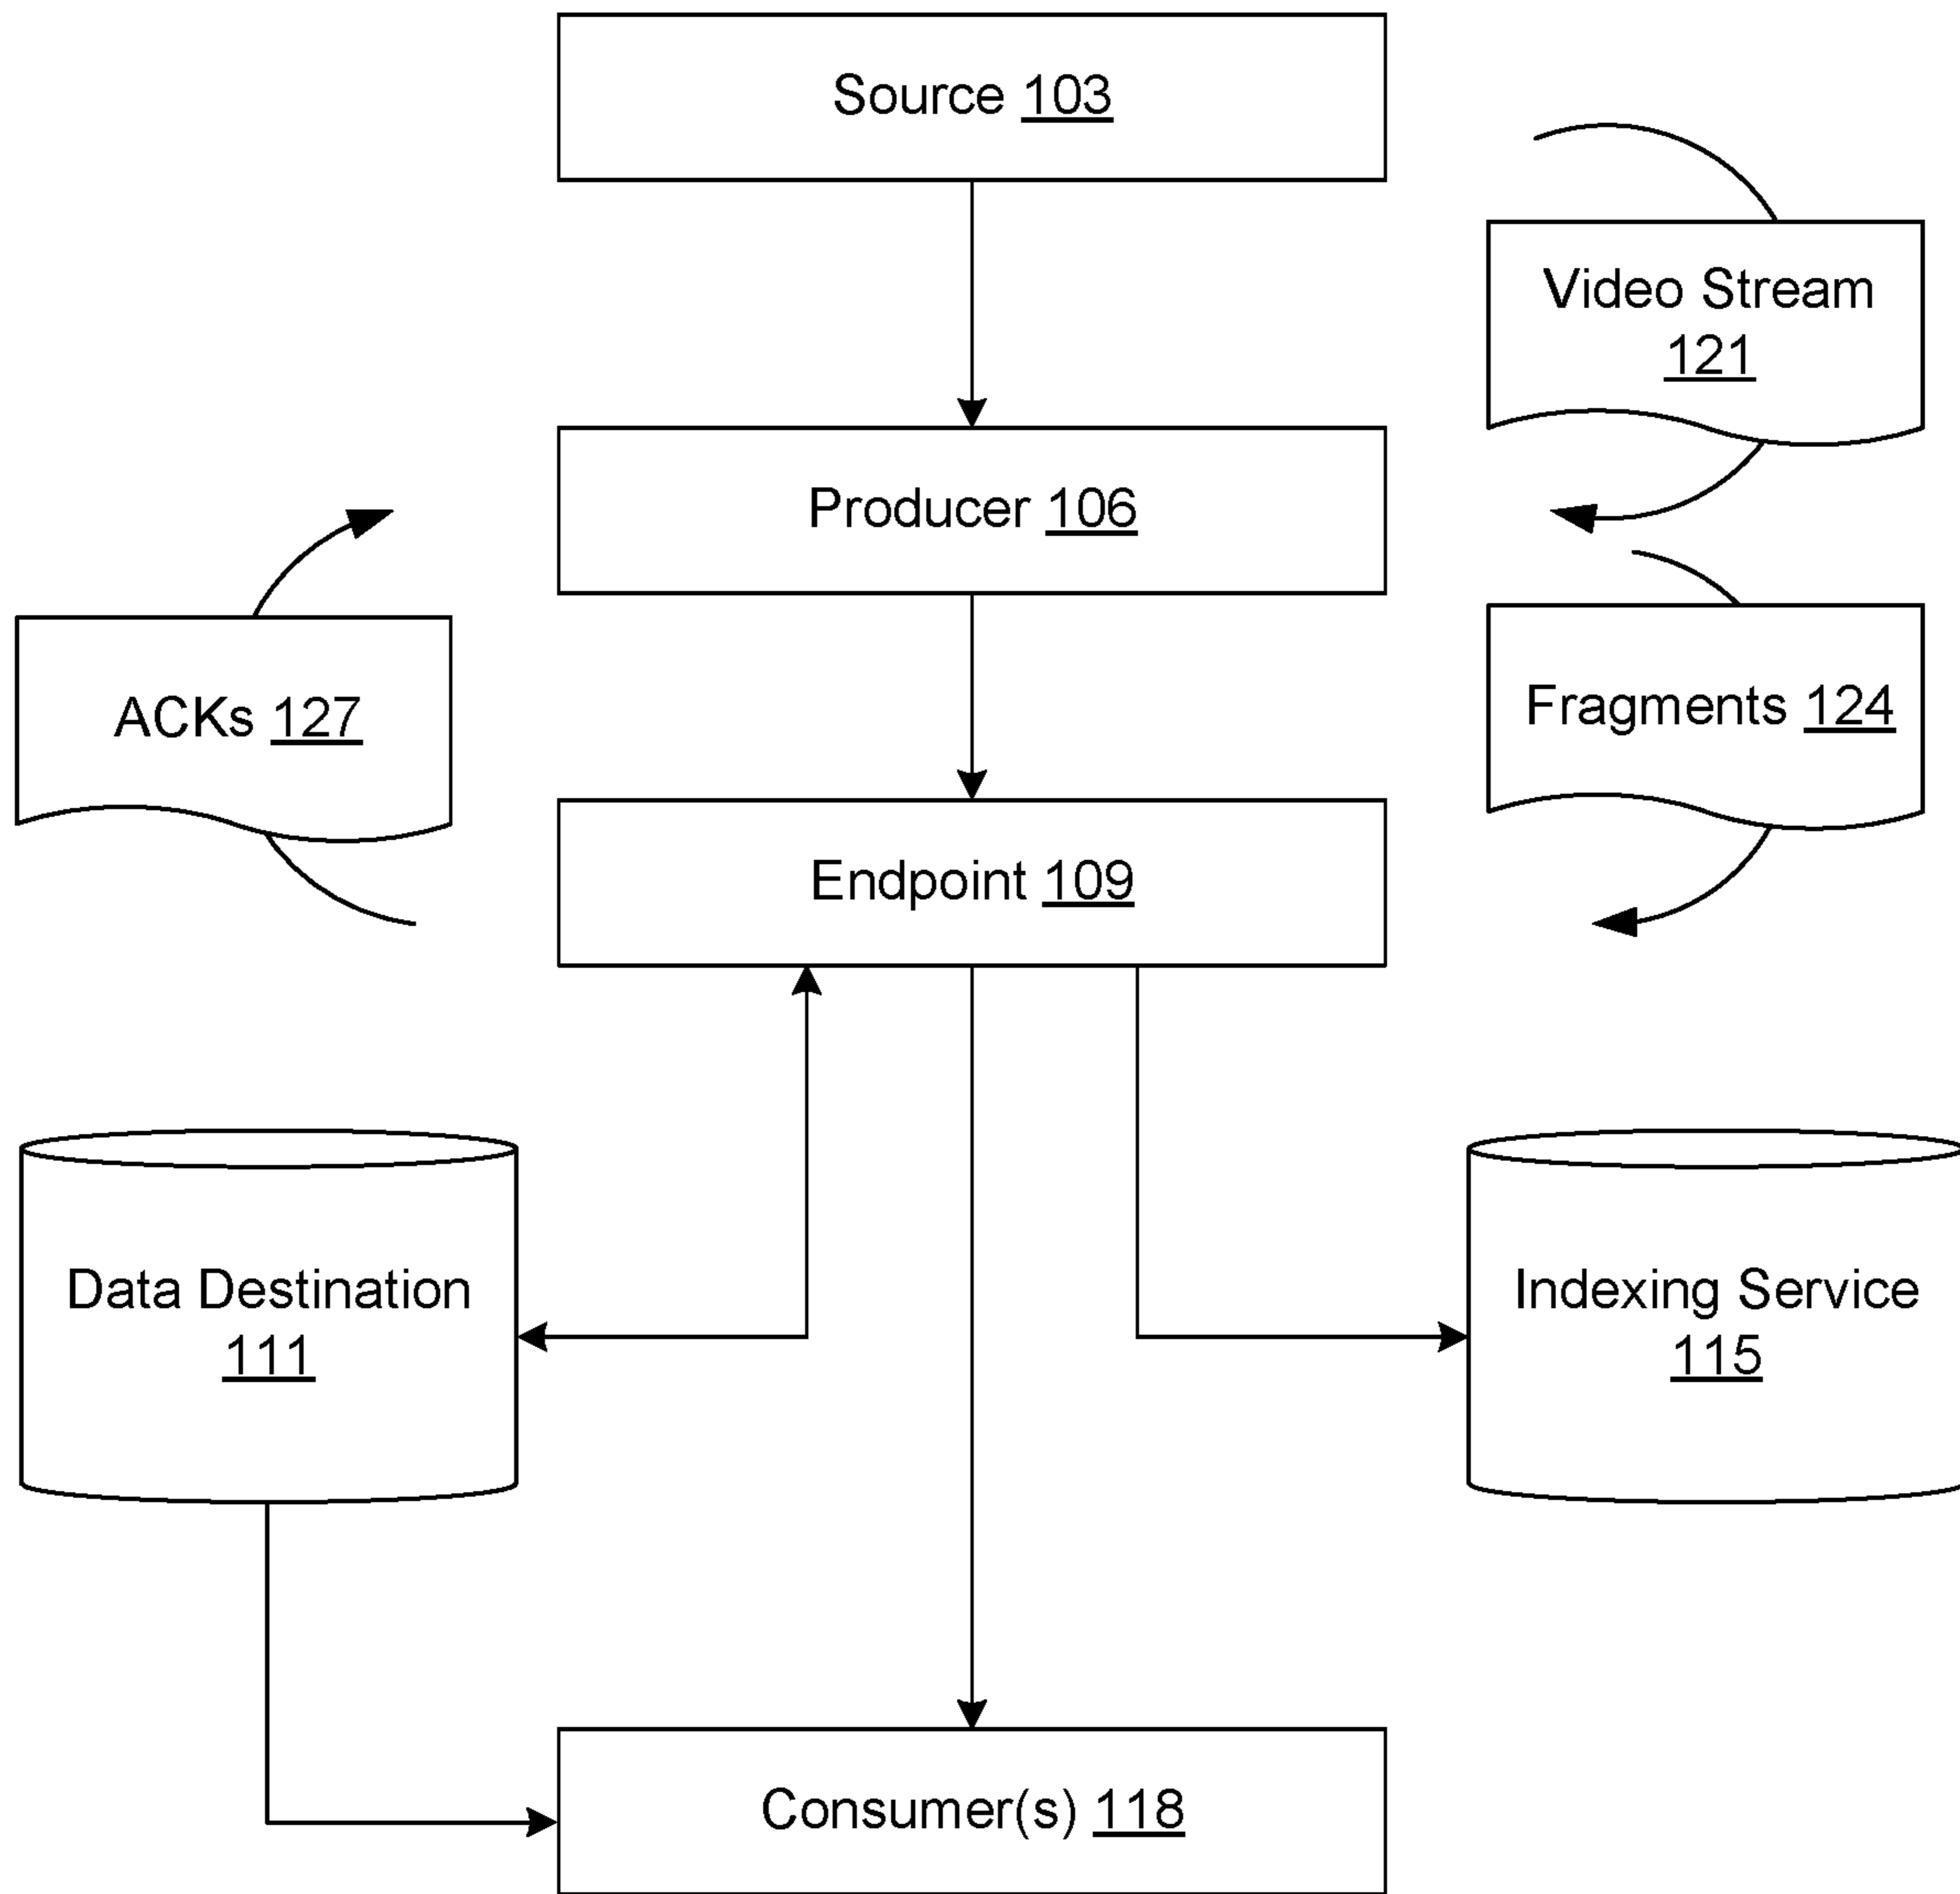 Source 103
Video Stream
121
Producer 106
ACKs 127
Fragments 124
Endpoint 109
Data Destination
111
Indexing Service
115
Consumer(s) 118